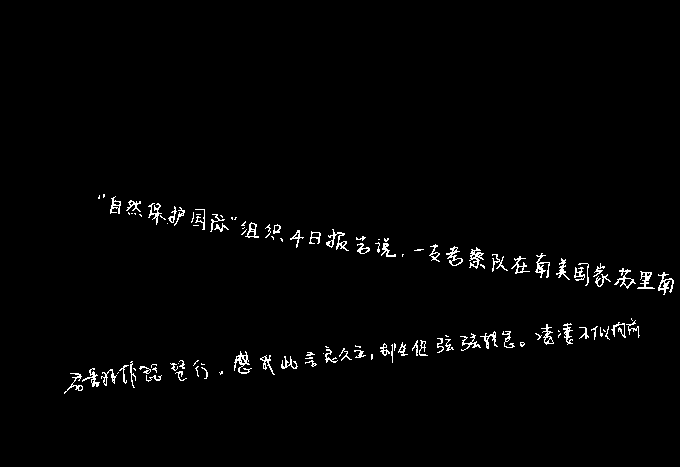 “自然保护国际”组织4日报告说,一支考察队在南美国家苏里南
琵琶行。感我此言良久立,却坐促弦弦转急。凄凄不似向前